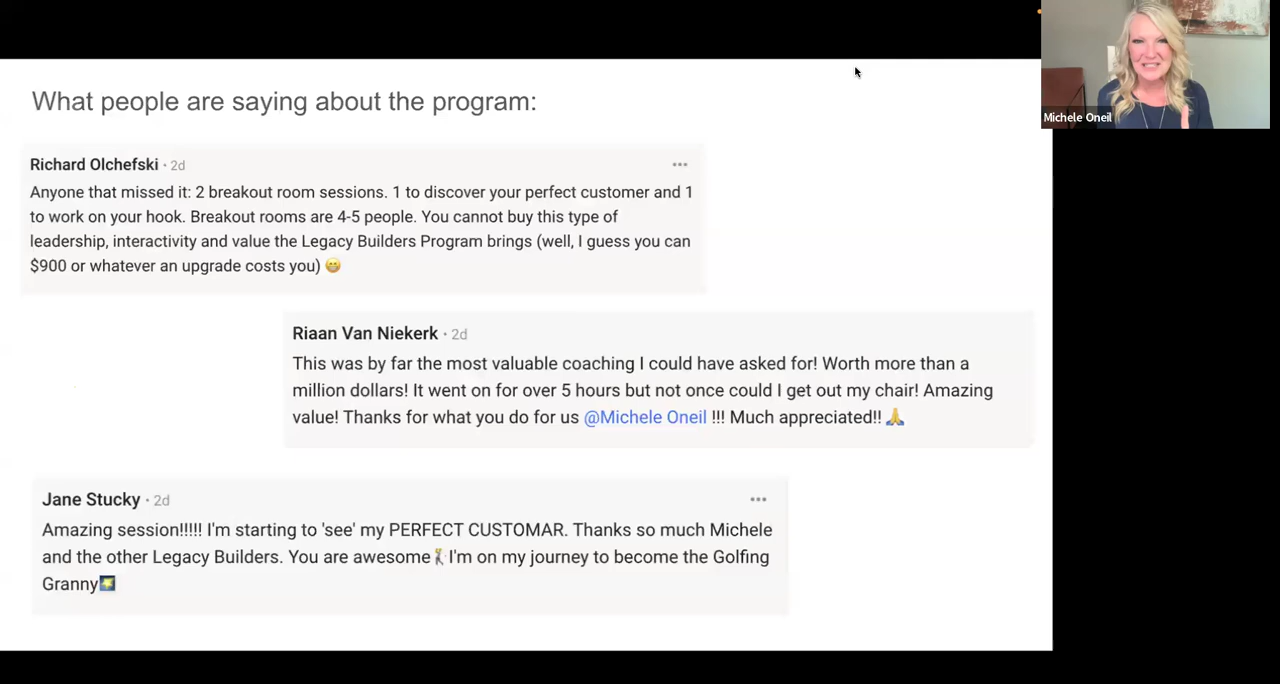 What people are saying about the program:
Michele Oneil
Richard Olchefski · 2d
Anyone that missed it: 2 breakout room sessions. 1 to discover your perfect customer and 1
to work on your hook. Breakout rooms are 4-5 people. You cannot buy this type of
leadership, interactivity and value the Legacy Builders Program brings (well, I guess you can
$900 or whatever an upgrade costs you) 😁
Riaan Van Niekerk · 2d
This was by far the most valuable coaching I could have asked for! Worth more than a
million dollars! It went on for over 5 hours but not once could I get out my chair! Amazing
value! Thanks for what you do for us @Michele Oneil !!! Much appreciated!! 🙏
Jane Stucky · 2d
Amazing session!!!!! I'm starting to 'see' my PERFECT CUSTOMAR. Thanks so much Michele
and the other Legacy Builders. You are awesome I'm on my journey to become the Golfing
Granny